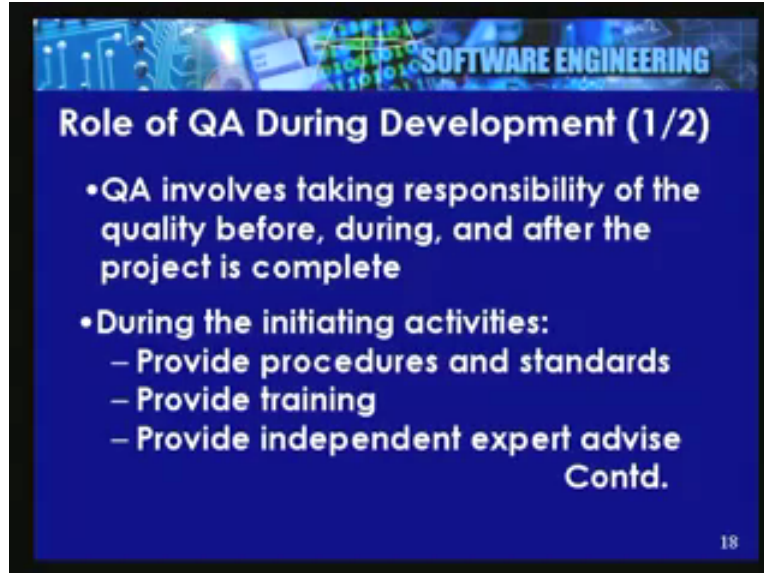 SOFTWARE ENGINEERING
Role of QA During Development (1/2)
•QA involves taking responsibility of the
quality before, during, and after the
project is complete
•During the initiating activities:
– Provide procedures and standards
– Provide training
– Provide independent expert advise
Contd.
18